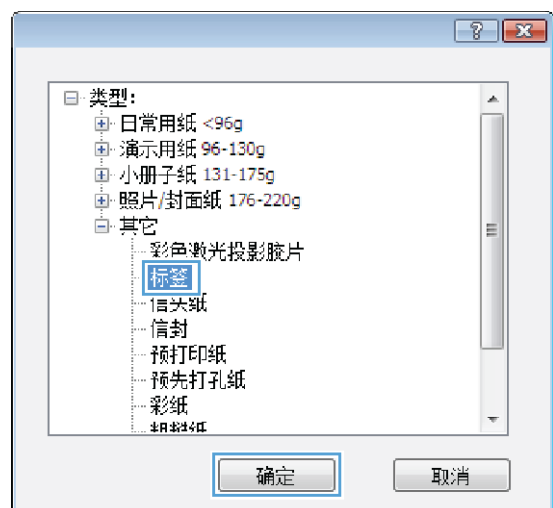 类型:
日常用纸 <96g
演示用纸 96-130g
小册子纸 131-175g
照片/封面纸 176-220g
其它
彩色激光投影胶片
标签
信头纸
信封
预打印纸
预先打孔纸
彩纸
粗糙纸
确定
取消